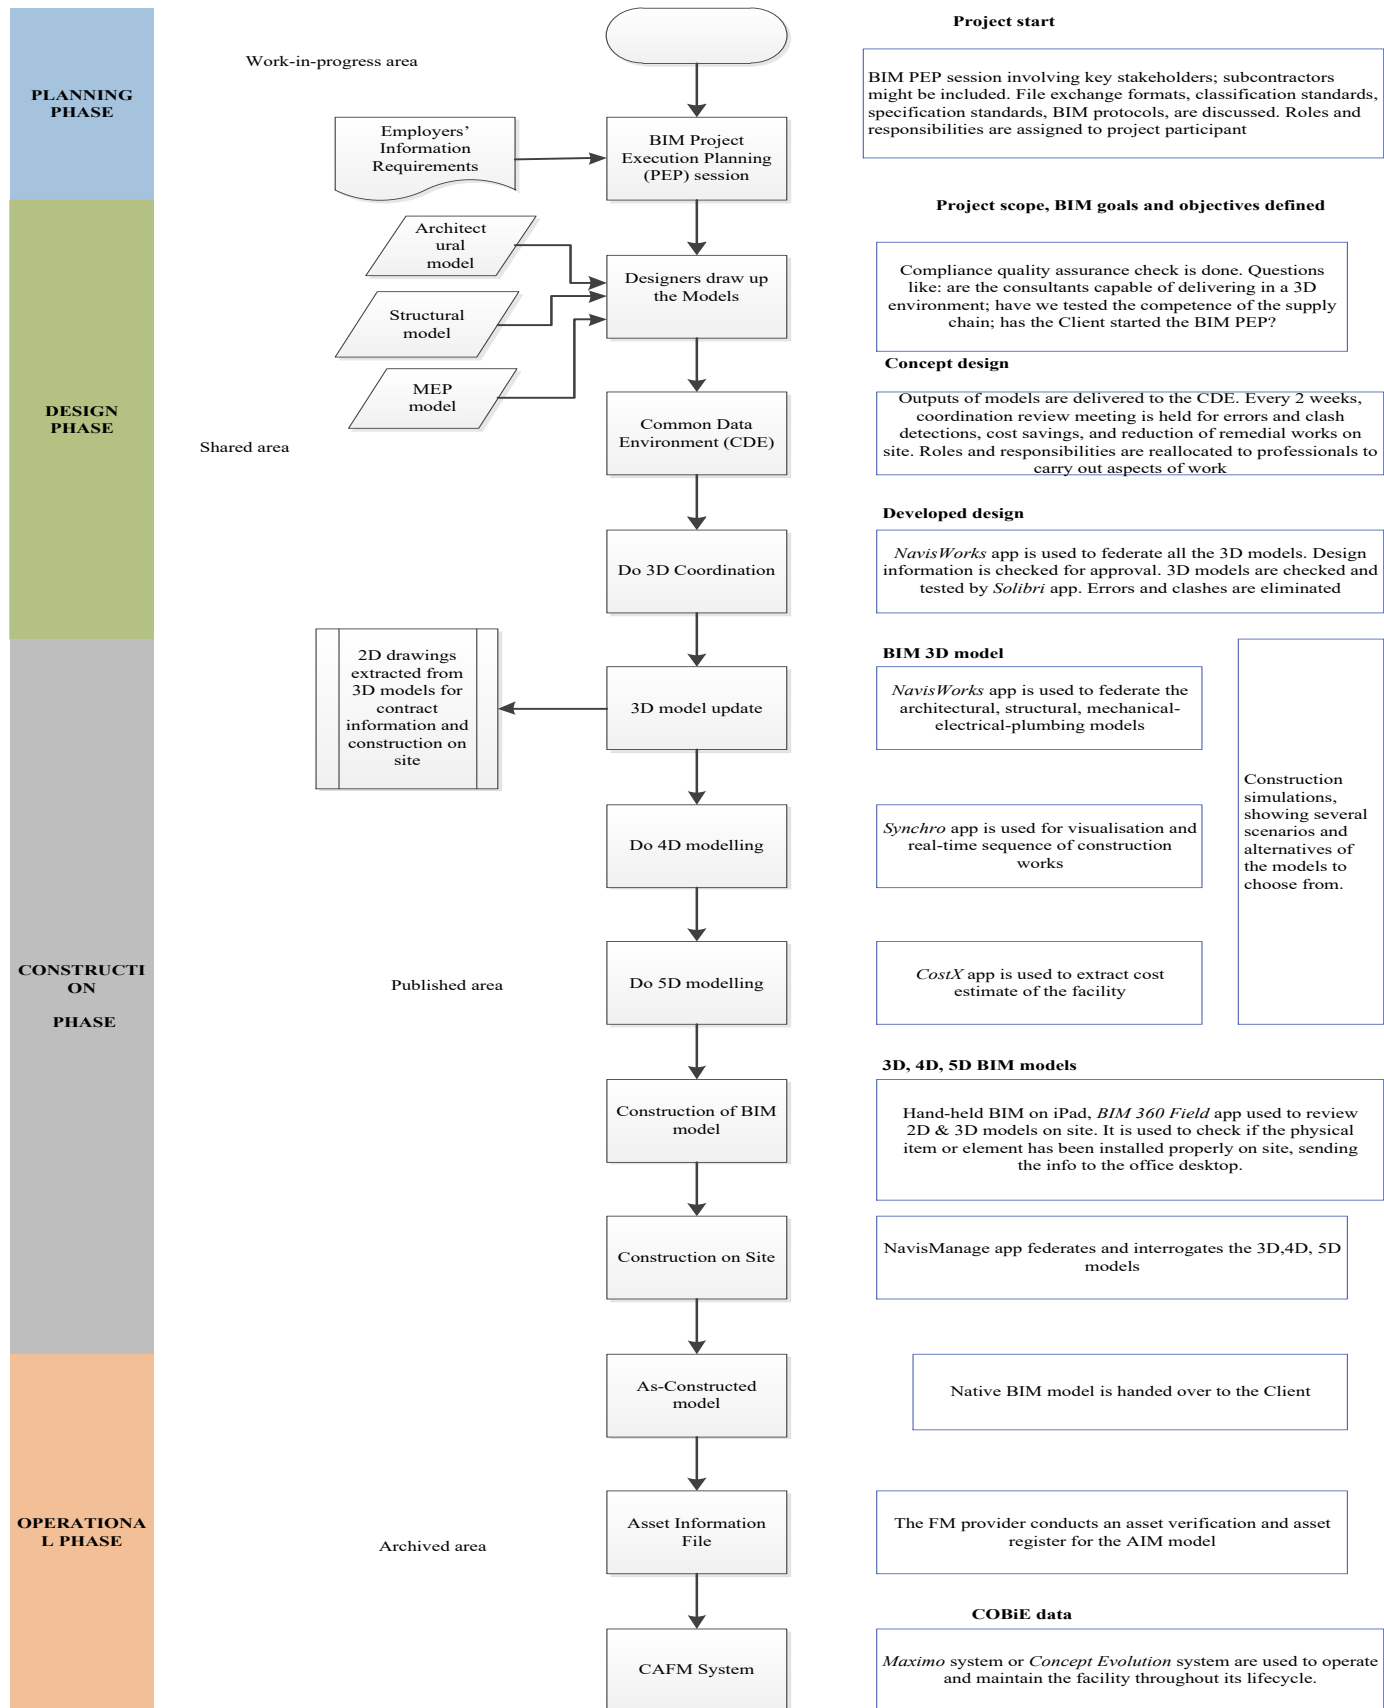 Project start
Work-in-progress area
PLANNING
PHASE
BIM PEP session involving key stakeholders; subcontractors
might be included. File exchange formats, classification standards,
specification standards, BIM protocols, are discussed. Roles and
responsibilities are assigned to project participant
Employers’
Information
Requirements
BIM Project
Execution Planning
(PEP) session
Project scope, BIM goals and objectives defined
DESIGN
PHASE
Architect
ural
model
Structural
model
MEP
model
Designers draw up
the Models
Compliance quality assurance check is done. Questions
like: are the consultants capable of delivering in a 3D
environment; have we tested the competence of the supply
chain; has the Client started the BIM PEP?
Concept design
Shared area
Common Data
Environment (CDE)
Outputs of models are delivered to the CDE. Every 2 weeks,
coordination review meeting is held for errors and clash
detections, cost savings, and reduction of remedial works on
site. Roles and responsibilities are reallocated to professionals to
carry out aspects of work
Developed design
Do 3D Coordination
NavisWorks app is used to federate all the 3D models. Design
information is checked for approval. 3D models are checked and
tested by Solibri app. Errors and clashes are eliminated
CONSTRUCTI
ON
PHASE
2D drawings
extracted from
3D models for
contract
information and
construction on
site
3D model update
BIM 3D model
NavisWorks app is used to federate the
architectural, structural, mechanical-
electrical-plumbing models
Construction
simulations,
showing several
scenarios and
alternatives of
the models to
choose from.
Do 4D modelling
Synchro app is used for visualisation and
real-time sequence of construction
works
Published area
Do 5D modelling
CostX app is used to extract cost
estimate of the facility
3D, 4D, 5D BIM models
Construction of BIM
model
Hand-held BIM on iPad, BIM 360 Field app used to review
2D & 3D models on site. It is used to check if the physical
item or element has been installed properly on site, sending
the info to the office desktop.
Construction on Site
NavisManage app federates and interrogates the 3D,4D, 5D
models
OPERATIONA
L PHASE
As-Constructed
model
Native BIM model is handed over to the Client
Archived area
Asset Information
File
The FM provider conducts an asset verification and asset
register for the AIM model
COBiE data
CAFM System
Maximo system or Concept Evolution system are used to operate
and maintain the facility throughout its lifecycle.